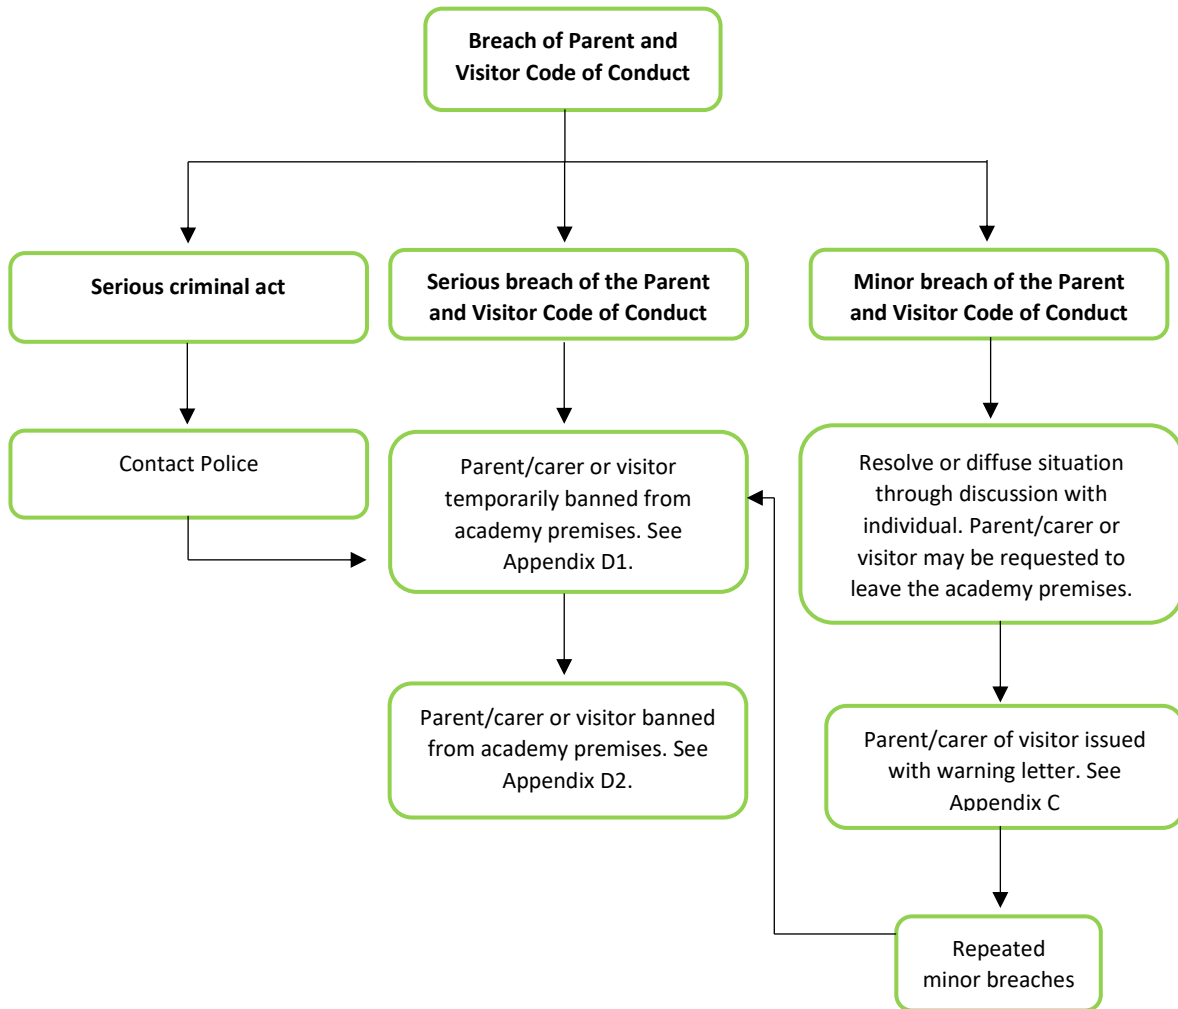 Breach of Parent and
Visitor Code of Conduct
Serious criminal act
Serious breach of the Parent
and Visitor Code of Conduct
Minor breach of the Parent
and Visitor Code of Conduct
Contact Police
Parent/carer or visitor
temporarily banned from
academy premises. See
Appendix D1.
Resolve or diffuse situation
through discussion with
individual. Parent/carer or
visitor may be requested to
leave the academy premises.
Parent/carer or visitor banned
from academy premises. See
Appendix D2.
Parent/carer of visitor issued
with warning letter. See
Appendix C
Repeated
minor breaches